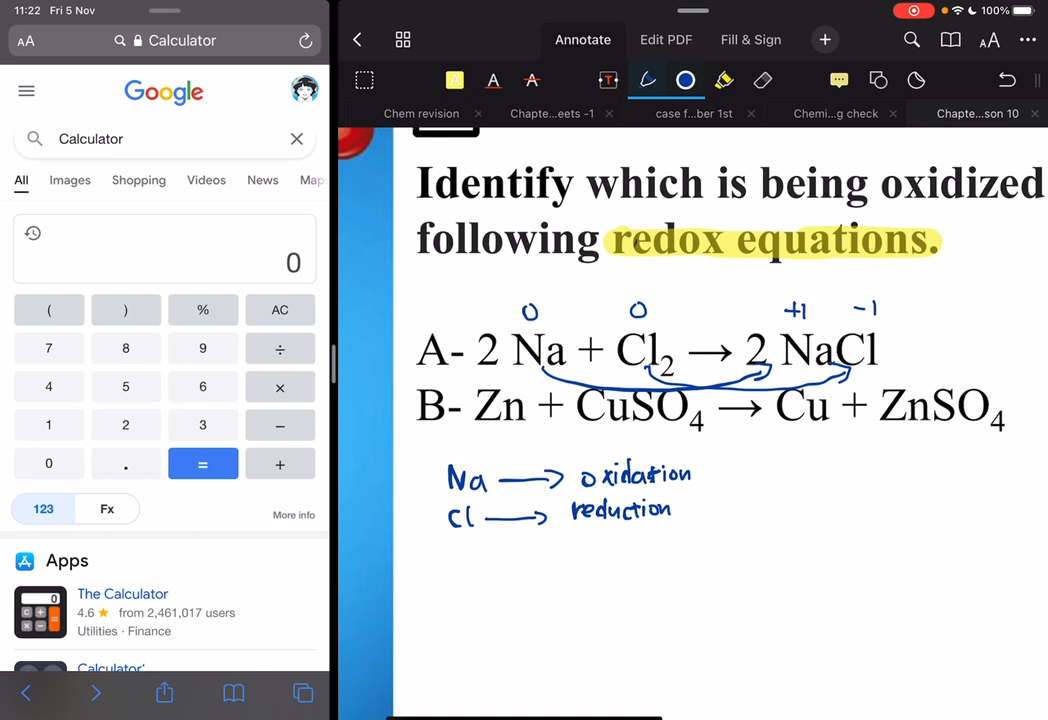 11:22 Fri 5 Nov
100%
AA
Calculator
Google
Calculator
All Images Shopping Videos News Map
0
( ) % AC
7 8 9 ÷
4 5 6 ×
1 2 3 −
0 . = +
123 Fx
More info
Apps
The Calculator
4.6 ★ from 2,461,017 users
Utilities · Finance
Calculator'
Annotate Edit PDF Fill & Sign
AA
A A T
Chem revision × Chapte...eets -1 × case f...ber 1st × Chemi...g check × Chapte...son 10 ×
Identify which is being oxidized
following redox equations.
0 0 +1 -1
A- 2 Na + Cl₂ → 2 NaCl
B- Zn + CuSO₄ → Cu + ZnSO₄
Na → oxidation
Cl → reduction